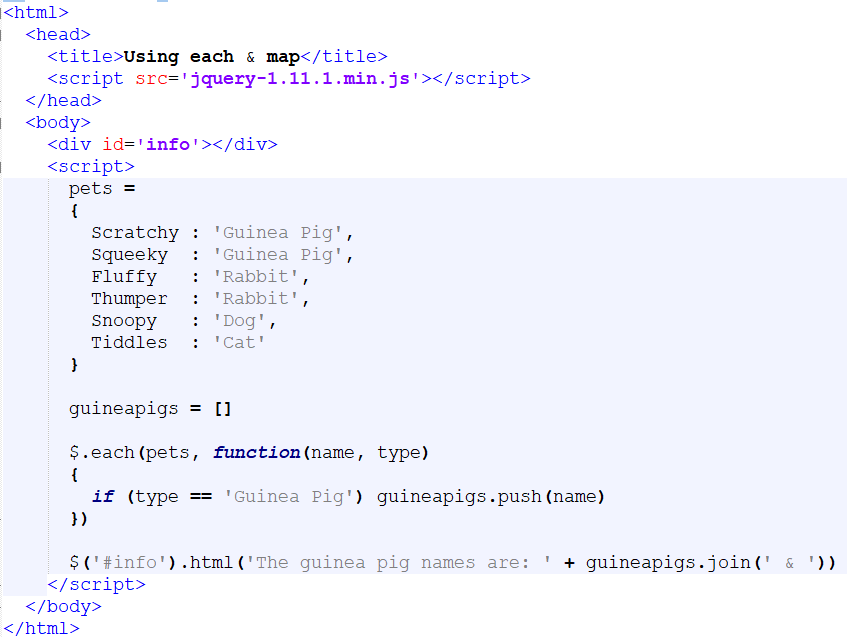 <html>
  <head>
    <title>Using each & map</title>
    <script src='jquery-1.11.1.min.js'></script>
  </head>
  <body>
    <div id='info'></div>
    <script>
      pets =
      {
        Scratchy : 'Guinea Pig',
        Squeeky  : 'Guinea Pig',
        Fluffy   : 'Rabbit',
        Thumper  : 'Rabbit',
        Snoopy   : 'Dog',
        Tiddles  : 'Cat'
      }

      guineapigs = []

      $.each(pets, function(name, type)
      {
        if (type == 'Guinea Pig') guineapigs.push(name)
      })

      $('#info').html('The guinea pig names are: ' + guineapigs.join(' & '))
    </script>
  </body>
</html>